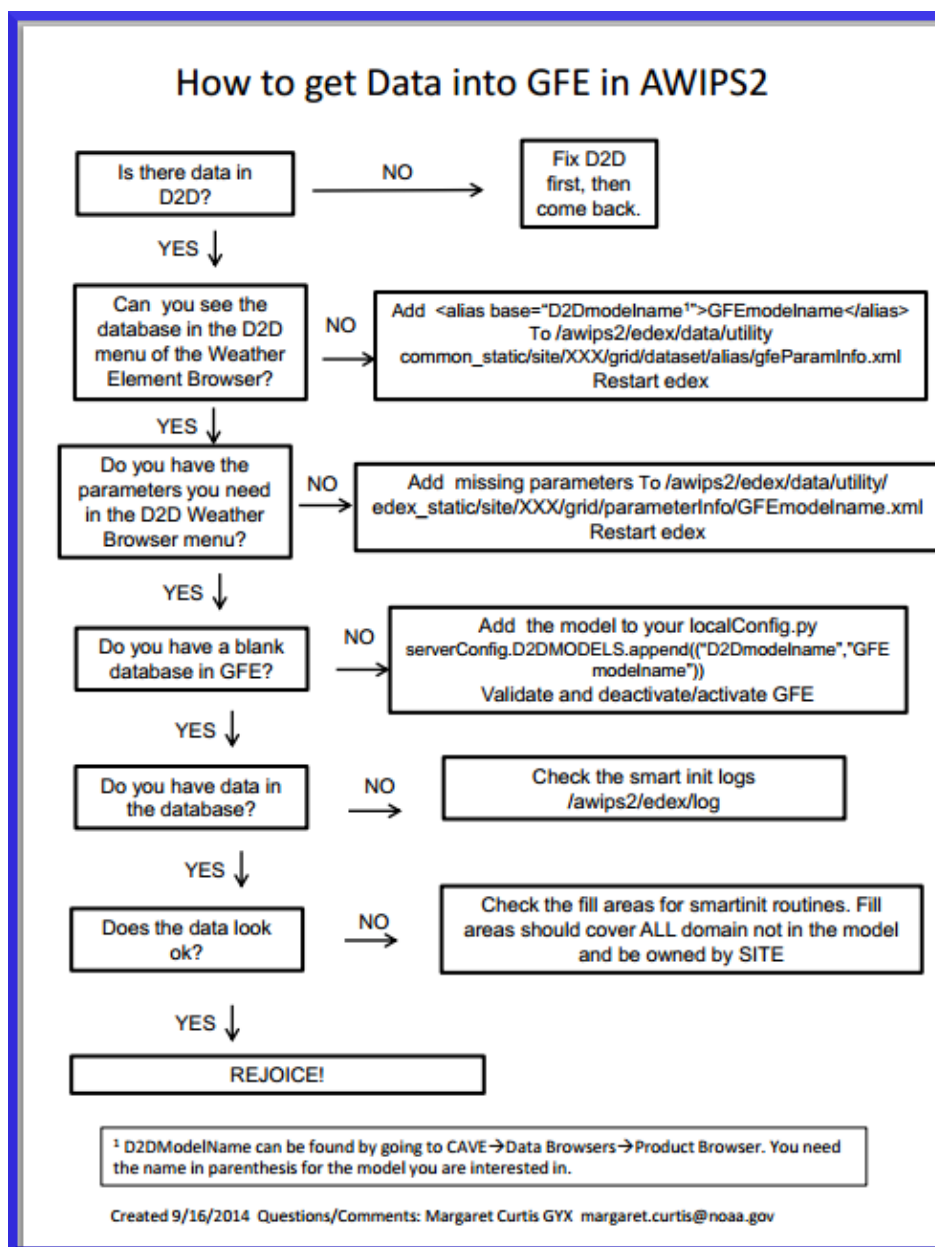 How to get Data into GFE in AWIPS2
Is there data in
D2D?
NO
Fix D2D
first, then
come back.
YES
Can you see the
database in the D2D
menu of the Weather
Element Browser?
NO
Add <alias base="D2Dmodelname¹">GFEmodelname</alias>
To /awips2/edex/data/utility
common_static/site/XXX/grid/dataset/alias/gfeParamInfo.xml
Restart edex
YES
Do you have the
parameters you need
in the D2D Weather
Browser menu?
NO
Add missing parameters To /awips2/edex/data/utility/
edex_static/site/XXX/grid/parameterInfo/GFEmodelname.xml
Restart edex
YES
Do you have a blank
database in GFE?
NO
Add the model to your localConfig.py
serverConfig.D2DMODELS.append(("D2Dmodelname","GFE
modelname"))
Validate and deactivate/activate GFE
YES
Do you have data in
the database?
NO
Check the smart init logs
/awips2/edex/log
YES
Does the data look
ok?
NO
Check the fill areas for smartinit routines. Fill
areas should cover ALL domain not in the model
and be owned by SITE
YES
REJOICE!
¹ D2DModelName can be found by going to CAVE→Data Browsers→Product Browser. You need
the name in parenthesis for the model you are interested in.
Created 9/16/2014 Questions/Comments: Margaret Curtis GYX margaret.curtis@noaa.gov